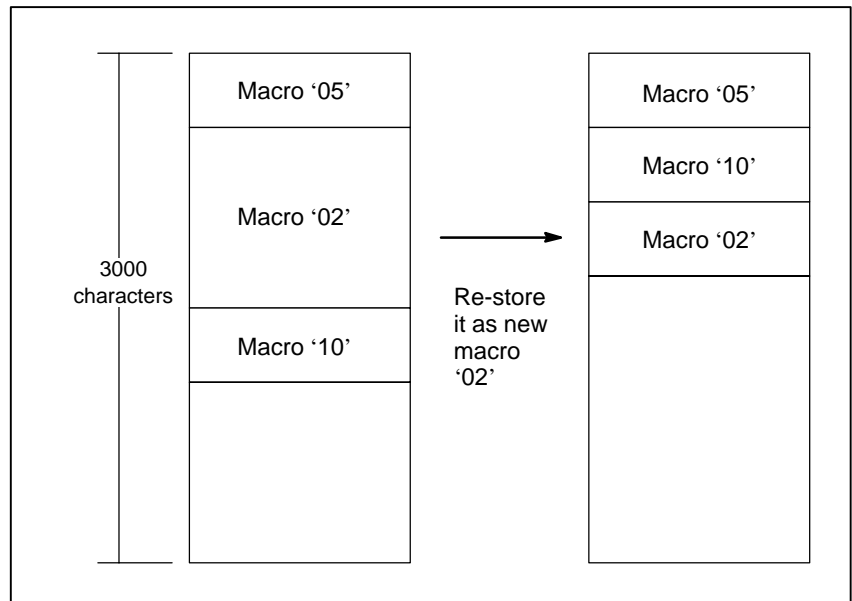 Macro ‘05’
Macro ‘02’
Macro ‘10’
3000
characters
Re-store
it as new
macro
‘02’
Macro ‘05’
Macro ‘10’
Macro ‘02’